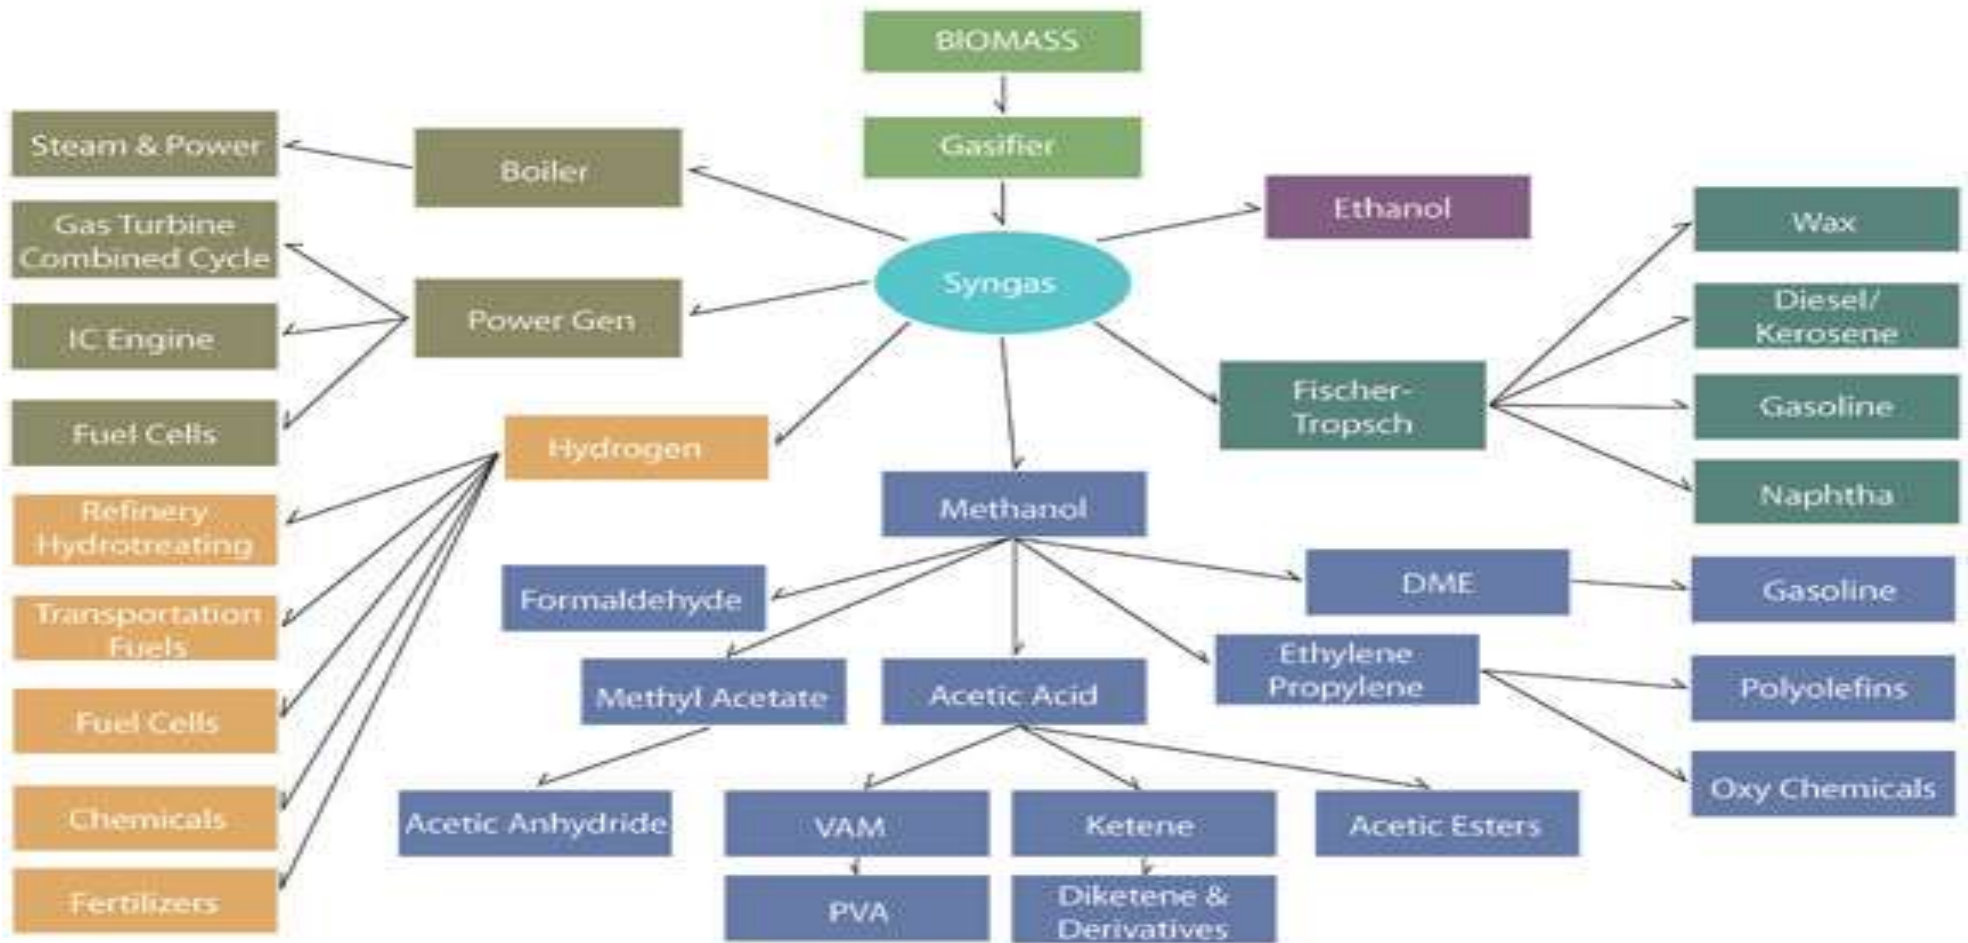 BIOMASS
Gasifier
Steam & Power
Boiler
Ethanol
Wax
Gas Turbine
Combined Cycle
Syngas
Diesel/
Kerosene
IC Engine
Power Gen
Fischer-
Tropsch
Gasoline
Fuel Cells
Hydrogen
Naphtha
Refinery
Hydrotreating
Methanol
Formaldehyde
DME
Gasoline
Transportation
Fuels
Methyl Acetate
Acetic Acid
Ethylene
Propylene
Polyolefins
Fuel Cells
Oxy Chemicals
Chemicals
Acetic Anhydride
VAM
Ketene
Acetic Esters
Fertilizers
PVA
Diketene &
Derivatives